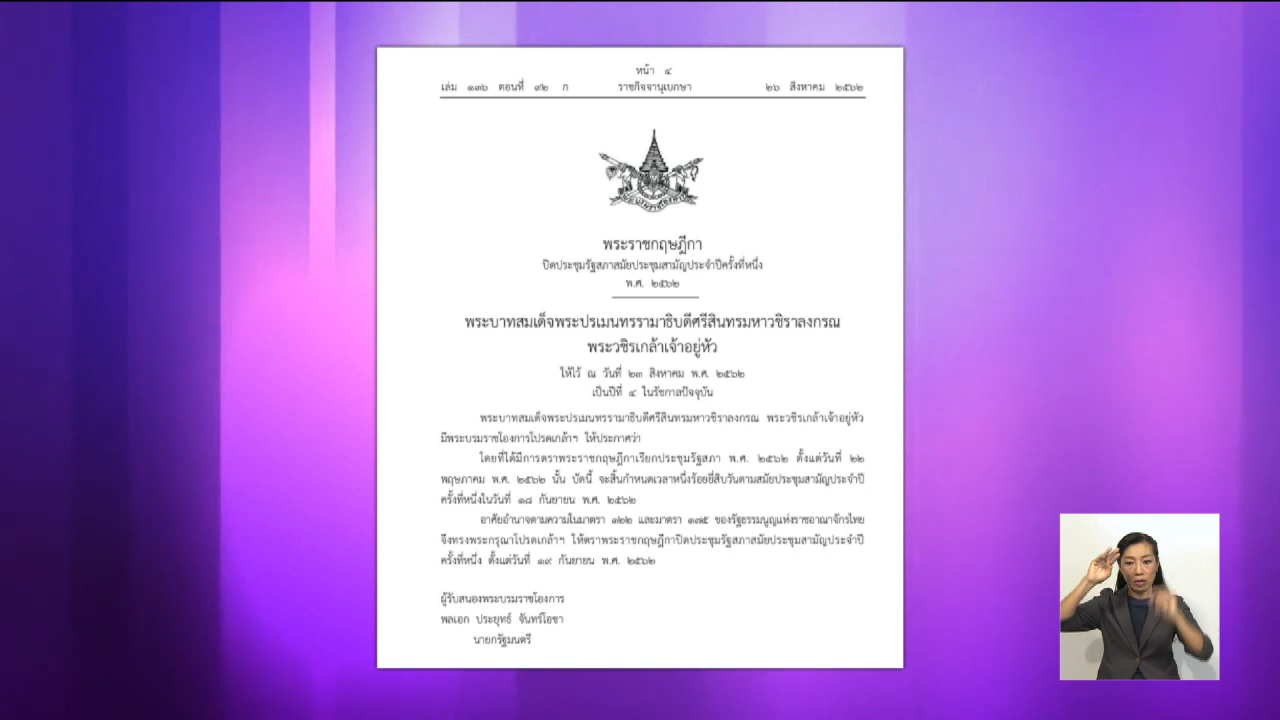 หน้า ๔
เล่ม ๑๓๖ ตอนที่ ๙๒ ก ราชกิจจานุเบกษา ๒๖ สิงหาคม ๒๕๖๒
พระราชกฤษฎีกา
ปิดประชุมรัฐสภาสมัยประชุมสามัญประจำปีครั้งที่หนึ่ง
พ.ศ. ๒๕๖๒
พระบาทสมเด็จพระปรเมนทรรามาธิบดีศรีสินทรมหาวชิราลงกรณ
พระวชิรเกล้าเจ้าอยู่หัว
ให้ไว้ ณ วันที่ ๒๓ สิงหาคม พ.ศ. ๒๕๖๒
เป็นปีที่ ๔ ในรัชกาลปัจจุบัน
พระบาทสมเด็จพระปรเมนทรรามาธิบดีศรีสินทรมหาวชิราลงกรณ พระวชิรเกล้าเจ้าอยู่หัว
มีพระบรมราชโองการโปรดเกล้าฯ ให้ประกาศว่า
โดยที่ได้มีการตราพระราชกฤษฎีกาเรียกประชุมรัฐสภา พ.ศ. ๒๕๖๒ ตั้งแต่วันที่ ๒๒
พฤษภาคม พ.ศ. ๒๕๖๒ นั้น บัดนี้ จะสิ้นกำหนดเวลาหนึ่งร้อยยี่สิบวันตามสมัยประชุมสามัญประจำปี
ครั้งที่หนึ่งในวันที่ ๑๘ กันยายน พ.ศ. ๒๕๖๒
อาศัยอำนาจตามความในมาตรา ๑๒๒ และมาตรา ๑๗๕ ของรัฐธรรมนูญแห่งราชอาณาจักรไทย
จึงทรงพระกรุณาโปรดเกล้าฯ ให้ตราพระราชกฤษฎีกาปิดประชุมรัฐสภาสมัยประชุมสามัญประจำปี
ครั้งที่หนึ่ง ตั้งแต่วันที่ ๑๙ กันยายน พ.ศ. ๒๕๖๒
ผู้รับสนองพระบรมราชโองการ
พลเอก ประยุทธ์ จันทร์โอชา
นายกรัฐมนตรี